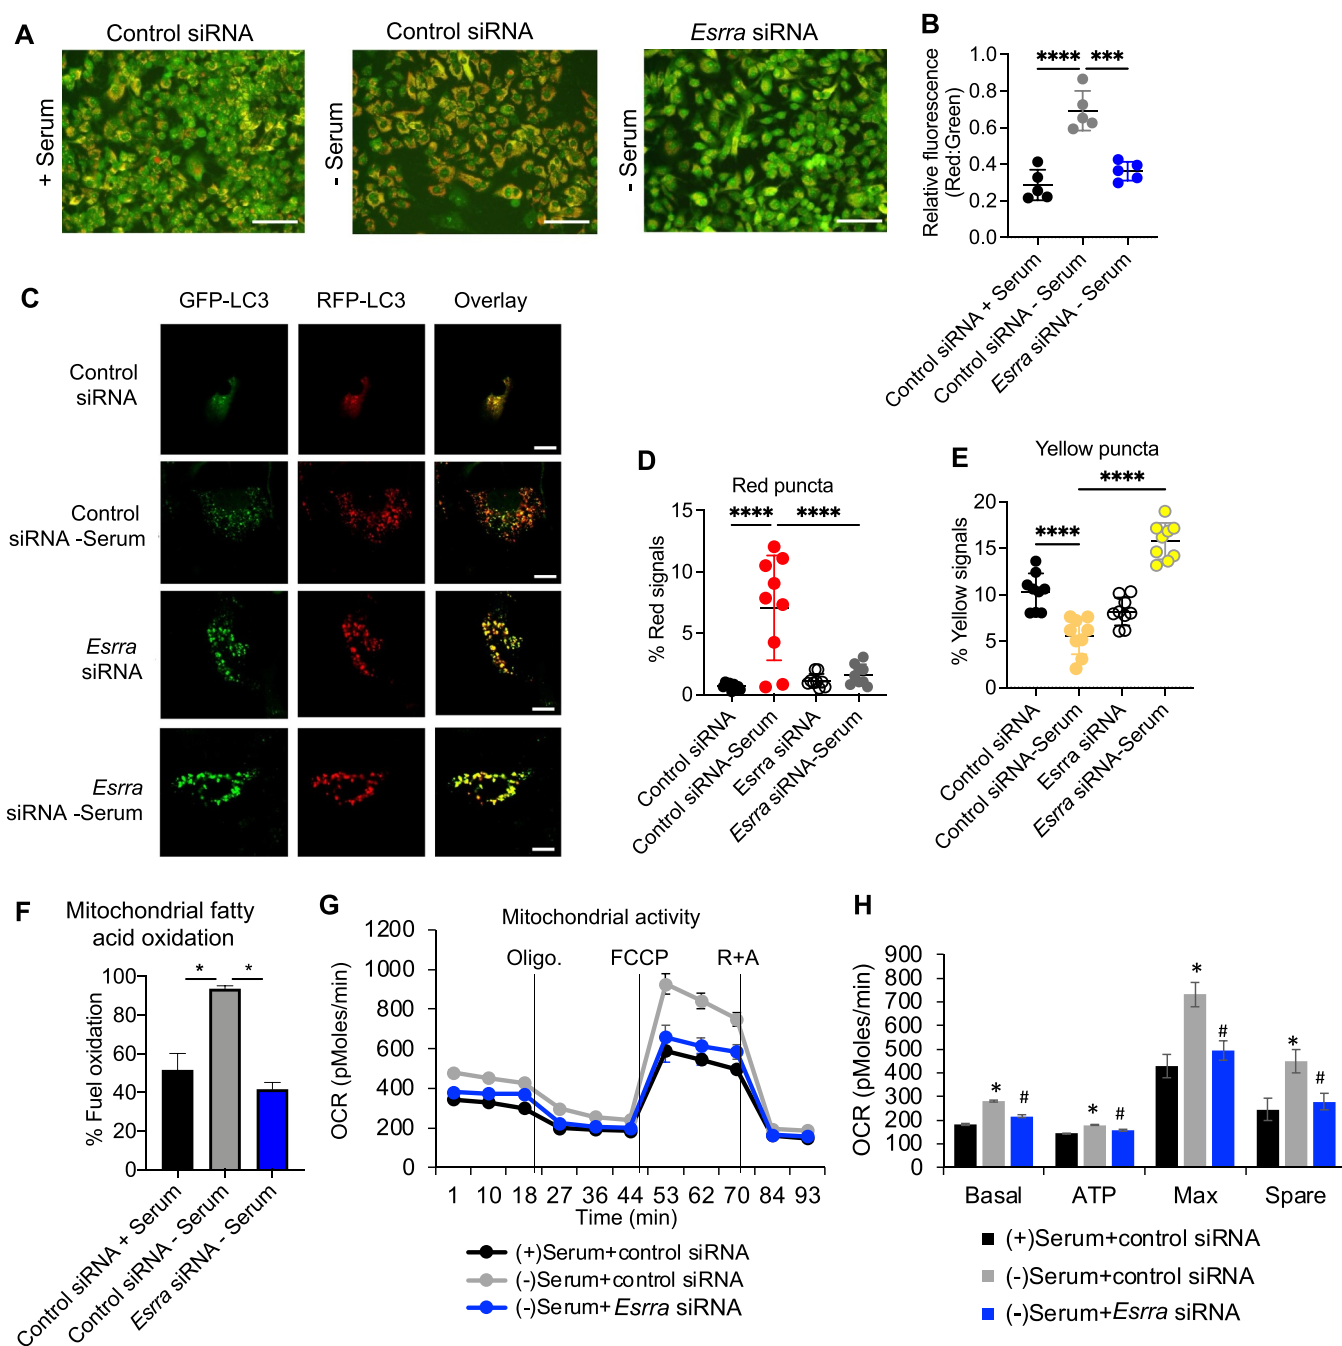 A
Control siRNA
Control siRNA
Esrra siRNA
+ Serum
- Serum
- Serum
B
Relative fluorescence
(Red:Green)
1.0
0.8
0.6
0.4
0.2
0.0
**** ***
Control siRNA + Serum
Control siRNA - Serum
Esrra siRNA - Serum
C
GFP-LC3 RFP-LC3 Overlay
Control
siRNA
Control
siRNA -Serum
Esrra
siRNA
Esrra
siRNA -Serum
D
Red puncta
**** ****
% Red signals
15
10
5
0
Control siRNA
Control siRNA-Serum
Esrra siRNA
Esrra siRNA-Serum
E
Yellow puncta
****
****
% Yellow signals
20
15
10
5
0
Control siRNA
Control siRNA-Serum
Esrra siRNA
Esrra siRNA-Serum
F
Mitochondrial fatty
acid oxidation
* *
% Fuel oxidation
100
80
60
40
20
0
Control siRNA + Serum
Control siRNA - Serum
Esrra siRNA - Serum
G
Mitochondrial activity
Oligo. FCCP R+A
OCR (pMoles/min)
1200
1000
800
600
400
200
0
1 10 18 27 36 44 53 62 70 84 93
Time (min)
(+)Serum+control siRNA
(-)Serum+control siRNA
(-)Serum+Esrra siRNA
H
OCR (pMoles/min)
900
800
700
600
500
400
300
200
100
0
* # * # * # * #
Basal ATP Max Spare
(+)Serum+control siRNA
(-)Serum+control siRNA
(-)Serum+Esrra siRNA